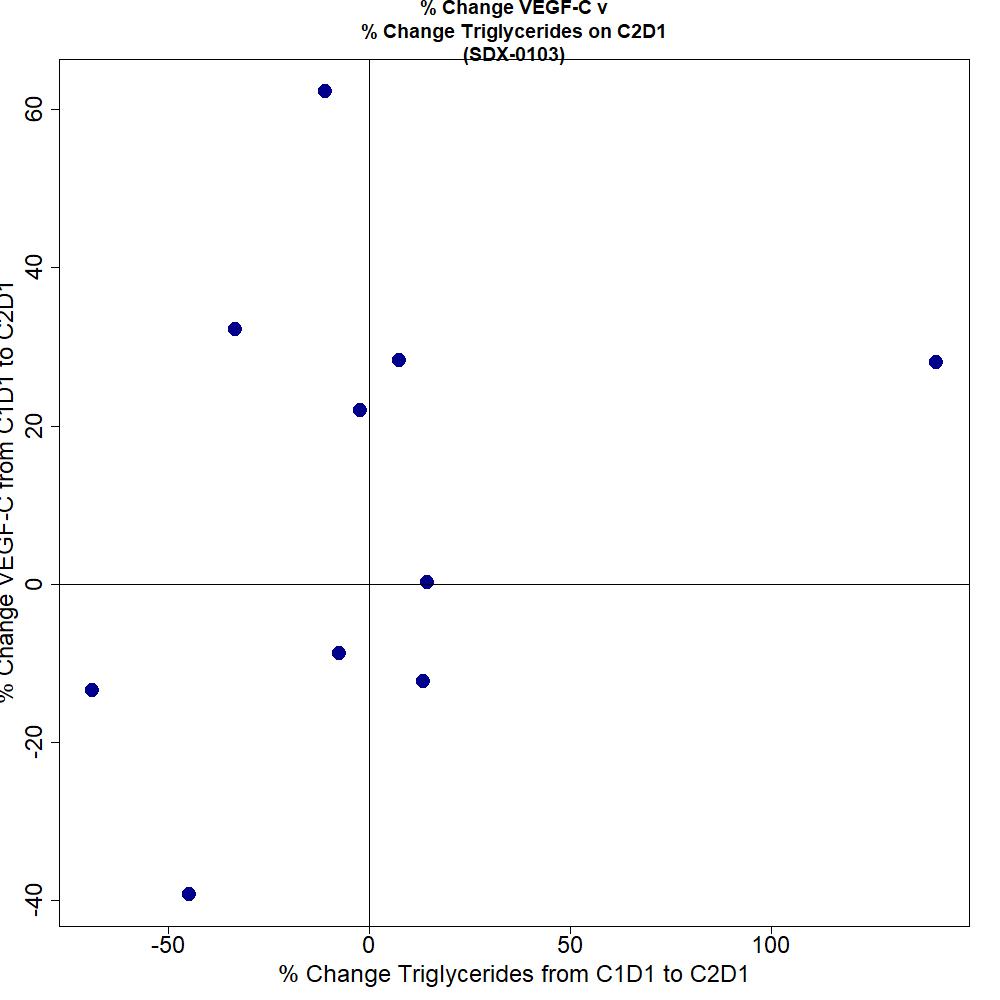 % Change VEGF-C v
% Change Triglycerides on C2D1
(SDX-0103)
% Change VEGF-C from C1D1 to C2D1
60
40
20
0
-20
-40
-50
0
50
100
% Change Triglycerides from C1D1 to C2D1